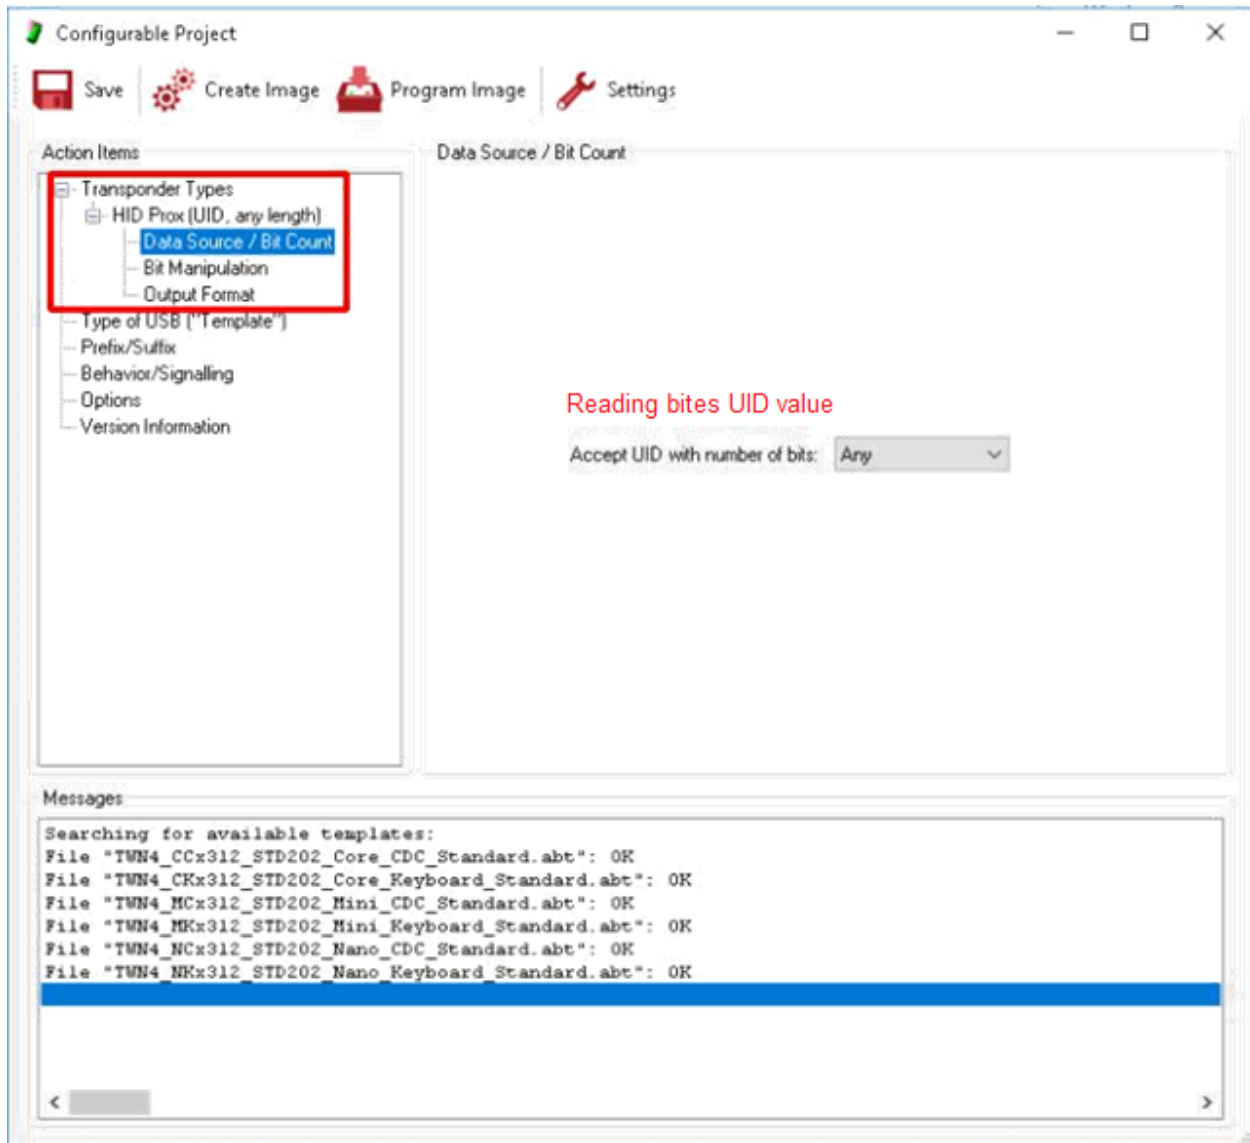 Configurable Project
Save Create Image Program Image Settings
Action Items
Transponder Types
HID Prox (UID, any length)
Data Source / Bit Count
Bit Manipulation
Output Format
Type of USB ("Template")
Prefix/Suffix
Behavior/Signalling
Options
Version Information
Data Source / Bit Count
Reading bites UID value
Accept UID with number of bits: Any
Messages
Searching for available templates:
File "TWN4_CCx312_STD202_Core_CDC_Standard.abt": OK
File "TWN4_CKx312_STD202_Core_Keyboard_Standard.abt": OK
File "TWN4_MCx312_STD202_Mini_CDC_Standard.abt": OK
File "TWN4_MKx312_STD202_Mini_Keyboard_Standard.abt": OK
File "TWN4_NCx312_STD202_Nano_CDC_Standard.abt": OK
File "TWN4_NKx312_STD202_Nano_Keyboard_Standard.abt": OK